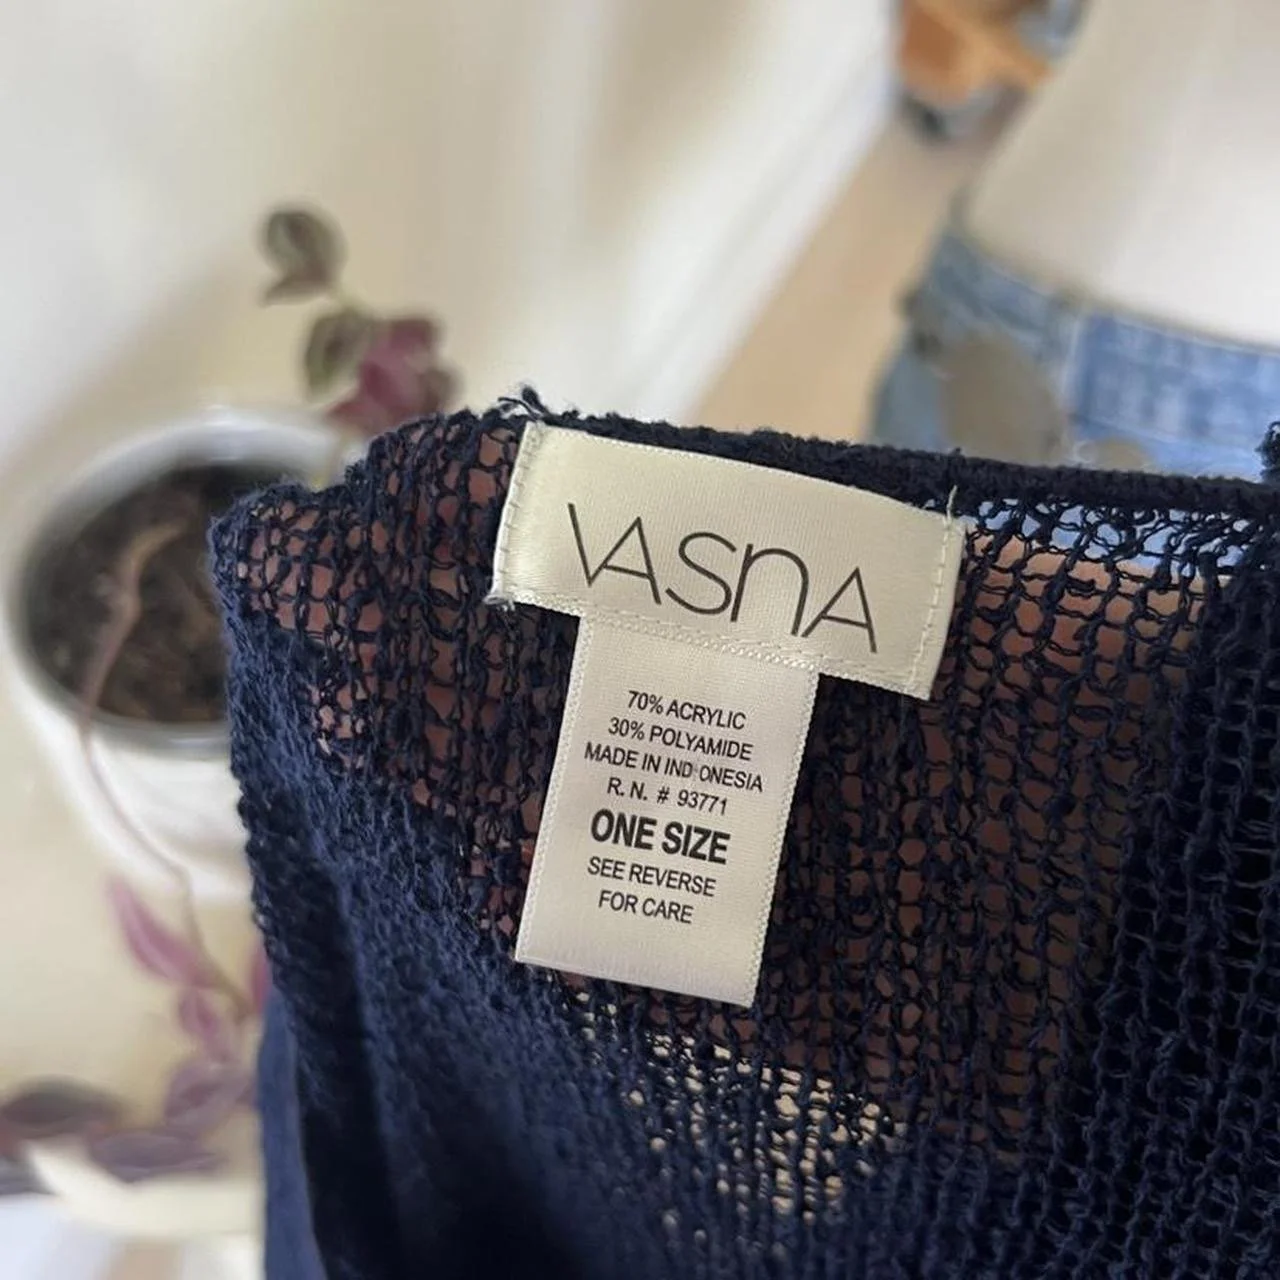 VASnA
70% ACRYLIC
30% POLYAMIDE
MADE IN INDONESIA
R. N. # 93771
ONE SIZE
SEE REVERSE
FOR CARE